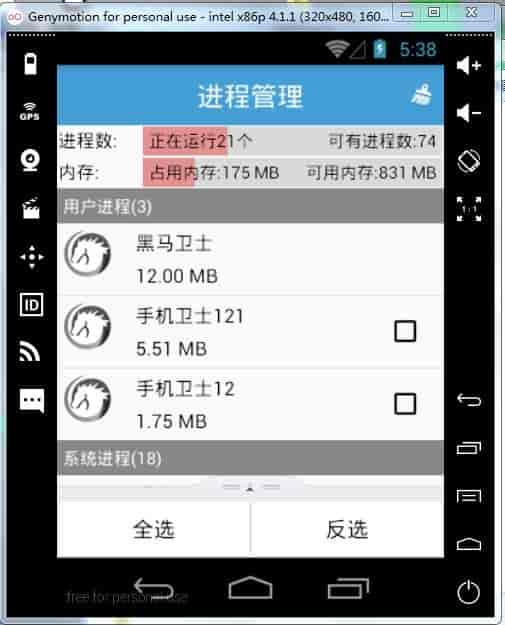 Genymotion for personal use - intel x86p 4.1.1 (320x480, 160...
5:38
GPS
进程管理
进程数: 正在运行21个 可有进程数:74
内存: 占用内存:175 MB 可用内存:831 MB
用户进程(3)
黑马卫士
12.00 MB
手机卫士121
5.51 MB
手机卫士12
1.75 MB
系统进程(18)
全选 反选
free for personal use
ID
1:1